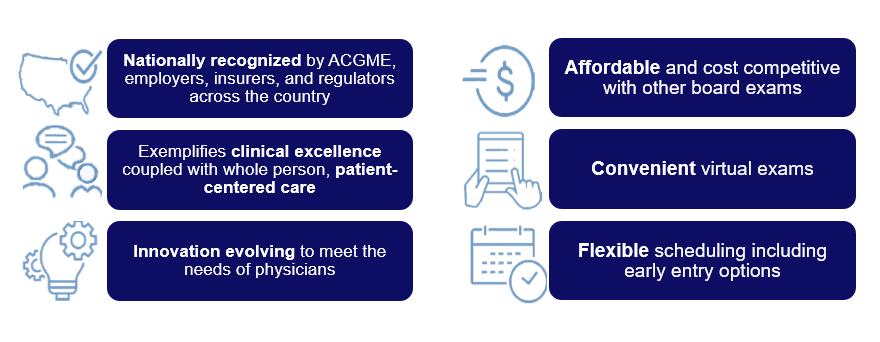 Nationally recognized by ACGME,
employers, insurers, and regulators
across the country
Exemplifies clinical excellence
coupled with whole person, patient-
centered care
Innovation evolving to meet the
needs of physicians
$
Affordable and cost competitive
with other board exams
Convenient virtual exams
Flexible scheduling including
early entry options